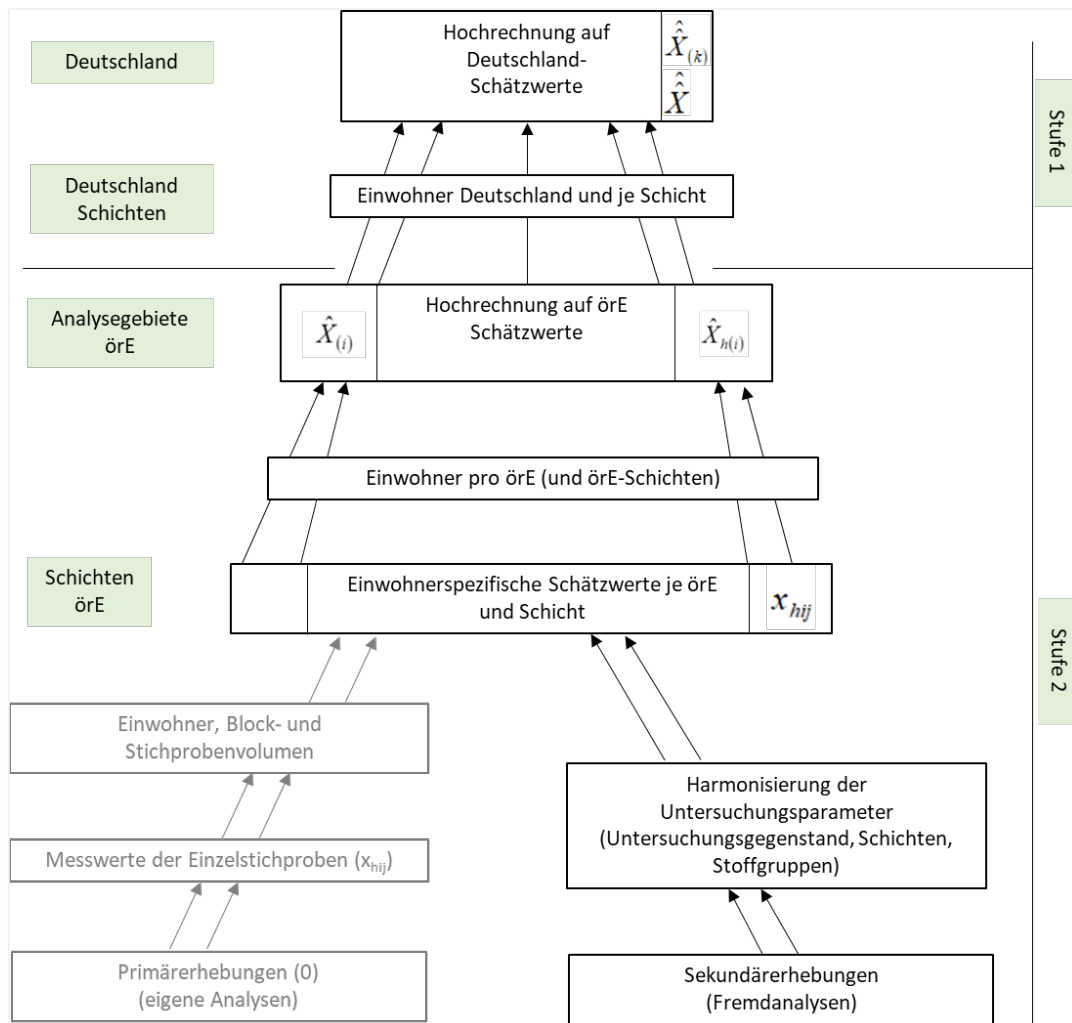 Deutschland
Hochrechnung auf
Deutschland-
Schätzwerte
X̂̂(k)
X̂̂
Stufe 1
Deutschland
Schichten
Einwohner Deutschland und je Schicht
Analysegebiete
örE
X̂(i)
Hochrechnung auf örE
Schätzwerte
X̂h(i)
Einwohner pro örE (und örE-Schichten)
Schichten
örE
Einwohnerspezifische Schätzwerte je örE
und Schicht
xhij
Stufe 2
Einwohner, Block- und
Stichprobenvolumen
Harmonisierung der
Untersuchungsparameter
(Untersuchungsgegenstand, Schichten,
Stoffgruppen)
Messwerte der Einzelstichproben (xhij)
Primärerhebungen (0)
(eigene Analysen)
Sekundärerhebungen
(Fremdanalysen)